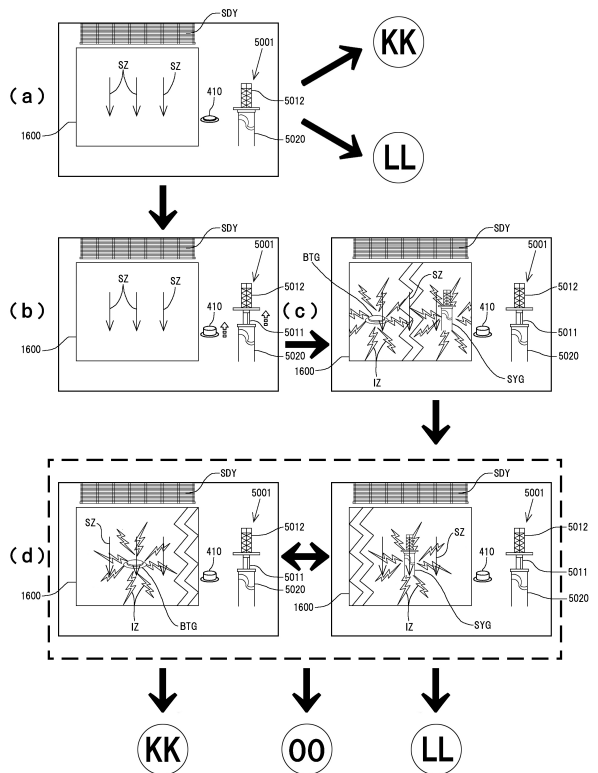 SDY
5001
KK
(a)
SZ
SZ
410
5012
1600
5020
LL
SDY
SDY
5001
5001
(b)
SZ
SZ
5012
410
5011
1600
5020
(c)
BTG
SZ
5012
410
5011
5020
1600
IZ
SYG
SDY
SDY
5001
5001
(d)
SZ
5012
410
5011
5020
1600
IZ
BTG
SZ
5012
410
5011
5020
1600
IZ
SYG
KK
OO
LL